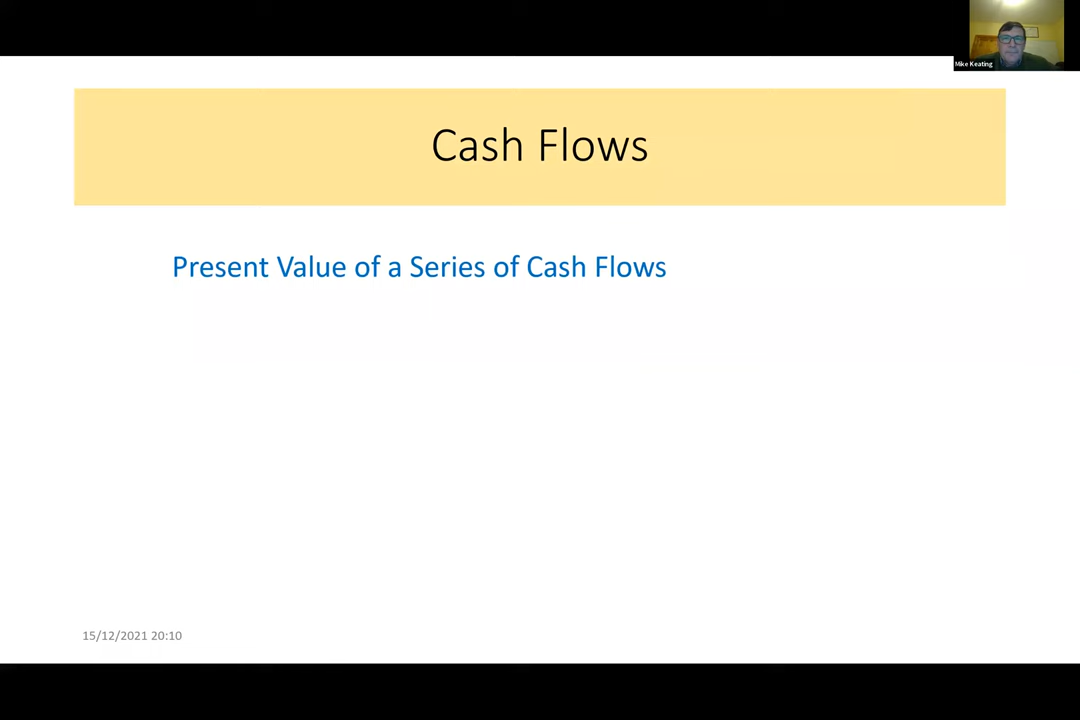 Mike Keating
Cash Flows
Present Value of a Series of Cash Flows
15/12/2021 20:10